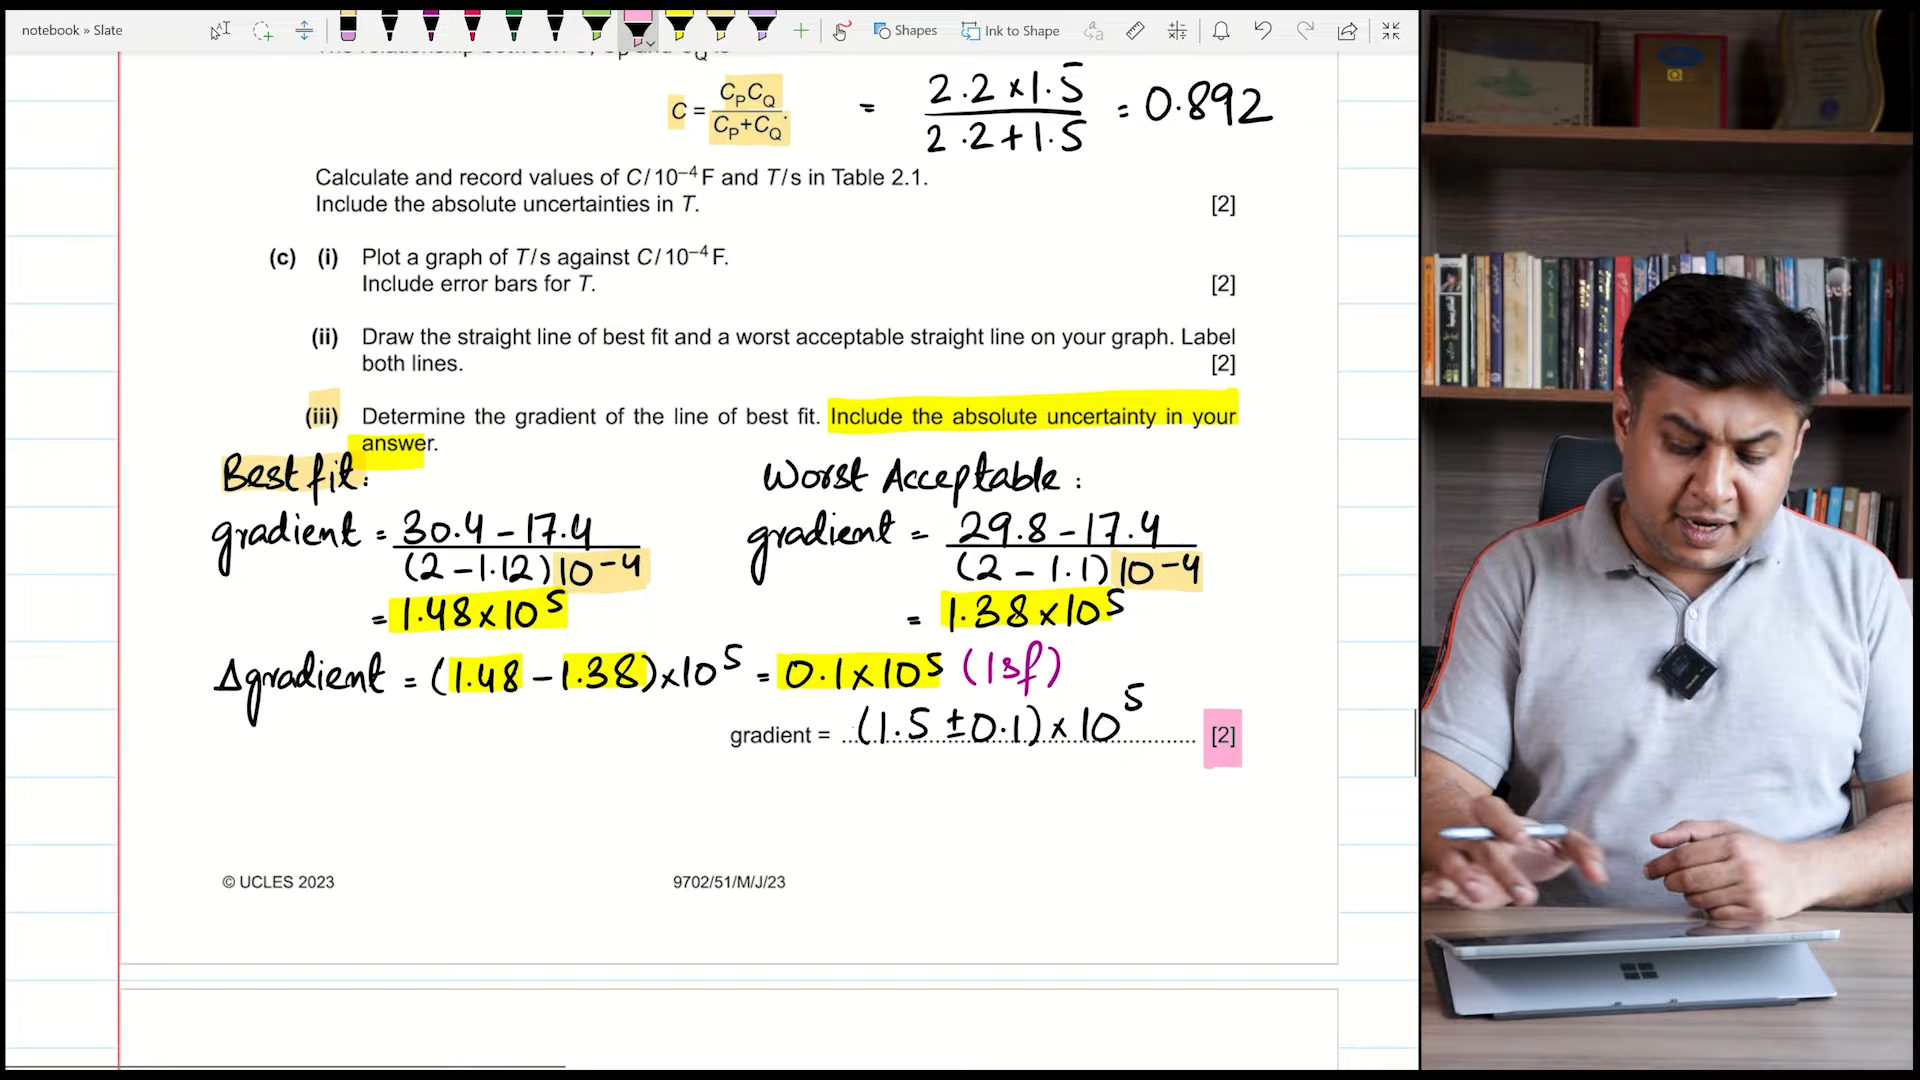 notebook » Slate
Shapes
Ink to Shape
C = CPCQ / CP+CQ. = 2.2 × 1.5 / 2.2 + 1.5 = 0.892
Calculate and record values of C / 10⁻⁴ F and T / s in Table 2.1.
Include the absolute uncertainties in T. [2]
(c) (i) Plot a graph of T / s against C / 10⁻⁴ F.
Include error bars for T. [2]
(ii) Draw the straight line of best fit and a worst acceptable straight line on your graph. Label
both lines. [2]
(iii) Determine the gradient of the line of best fit. Include the absolute uncertainty in your
answer.
Best fit:
gradient = 30.4 – 17.4 / (2 – 1.12) 10⁻⁴
= 1.48 × 10⁵
Worst Acceptable :
gradient = 29.8 – 17.4 / (2 – 1.1) 10⁻⁴
= 1.38 × 10⁵
Δgradient = (1.48 – 1.38) × 10⁵ = 0.1 × 10⁵ (1sf)
gradient = (1.5 ± 0.1) × 10⁵ [2]
© UCLES 2023
9702/51/M/J/23